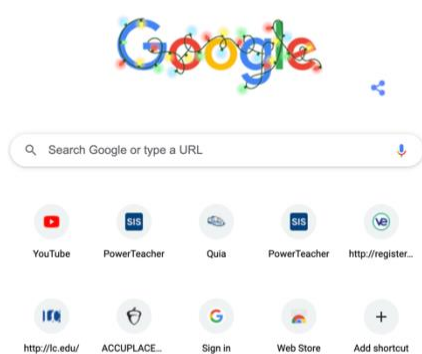 Google
Search Google or type a URL
SIS SIS ve
YouTube PowerTeacher Quia PowerTeacher http://register...
http://lc.edu/ ACCUPLACE... Sign in Web Store Add shortcut